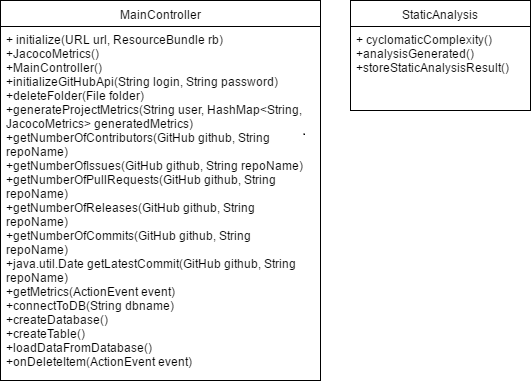 MainController
+ initialize(URL url, ResourceBundle rb)
+JacocoMetrics()
+MainController()
+initializeGitHubApi(String login, String password)
+deleteFolder(File folder)
+generateProjectMetrics(String user, HashMap<String,
JacocoMetrics> generatedMetrics)
+getNumberOfContributors(GitHub github, String
repoName)
+getNumberOfIssues(GitHub github, String repoName)
+getNumberOfPullRequests(GitHub github, String
repoName)
+getNumberOfReleases(GitHub github, String
repoName)
+getNumberOfCommits(GitHub github, String
repoName)
+java.util.Date getLatestCommit(GitHub github, String
repoName)
+getMetrics(ActionEvent event)
+connectToDB(String dbname)
+createDatabase()
+createTable()
+loadDataFromDatabase()
+onDeleteItem(ActionEvent event)
StaticAnalysis
+ cyclomaticComplexity()
+analysisGenerated()
+storeStaticAnalysisResult()